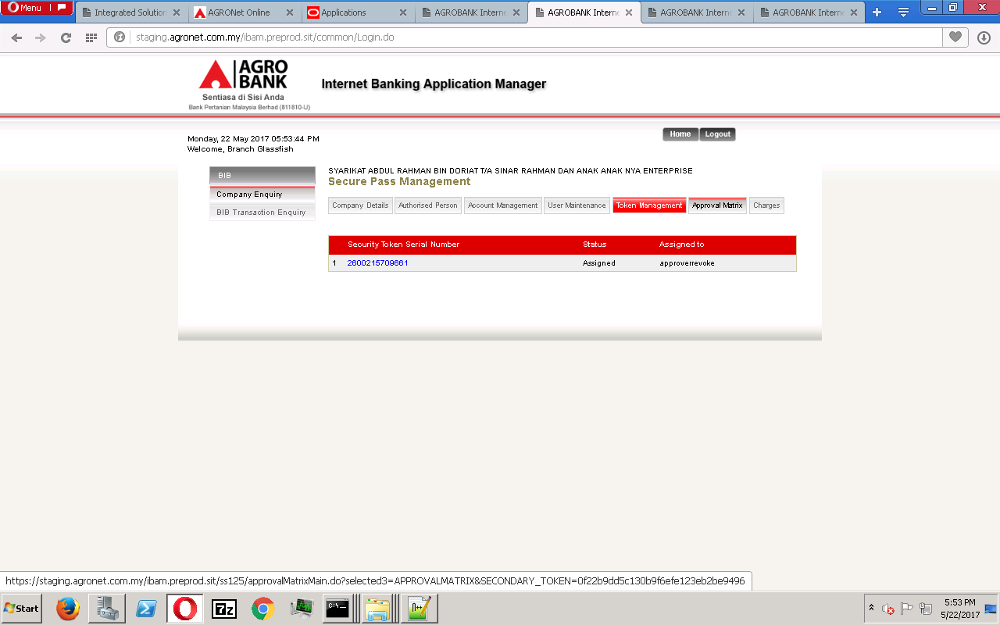 Menu
Integrated Solution
AGRONet Online
Applications
AGROBANK Intern
AGROBANK Intern
AGROBANK Intern
AGROBANK Intern
staging.agronet.com.my/ibam.preprod.sit/common/Login.do
AGRO
BANK
Sentiasa di Sisi Anda
Bank Pertanian Malaysia Berhad (811810-U)
Internet Banking Application Manager
Monday, 22 May 2017 05:53:44 PM
Welcome, Branch Glassfish
Home
Logout
BIB
Company Enquiry
BIB Transaction Enquiry
SYARIKAT ABDUL RAHMAN BIN DORIAT T/A SINAR RAHMAN DAN ANAK ANAK NYA ENTERPRISE
Secure Pass Management
Company Details
Authorised Person
Account Management
User Maintenance
Token Management
Approval Matrix
Charges
Security Token Serial Number Status Assigned to
1 2600215709661 Assigned approverrevoke
https://staging.agronet.com.my/ibam.preprod.sit/ss125/approvalMatrixMain.do?selected3=APPROVALMATRIX&SECONDARY_TOKEN=0f22b9dd5c130b9f6efe123eb2be9496
Start
7z
C:\_
N++
5:53 PM
5/22/2017